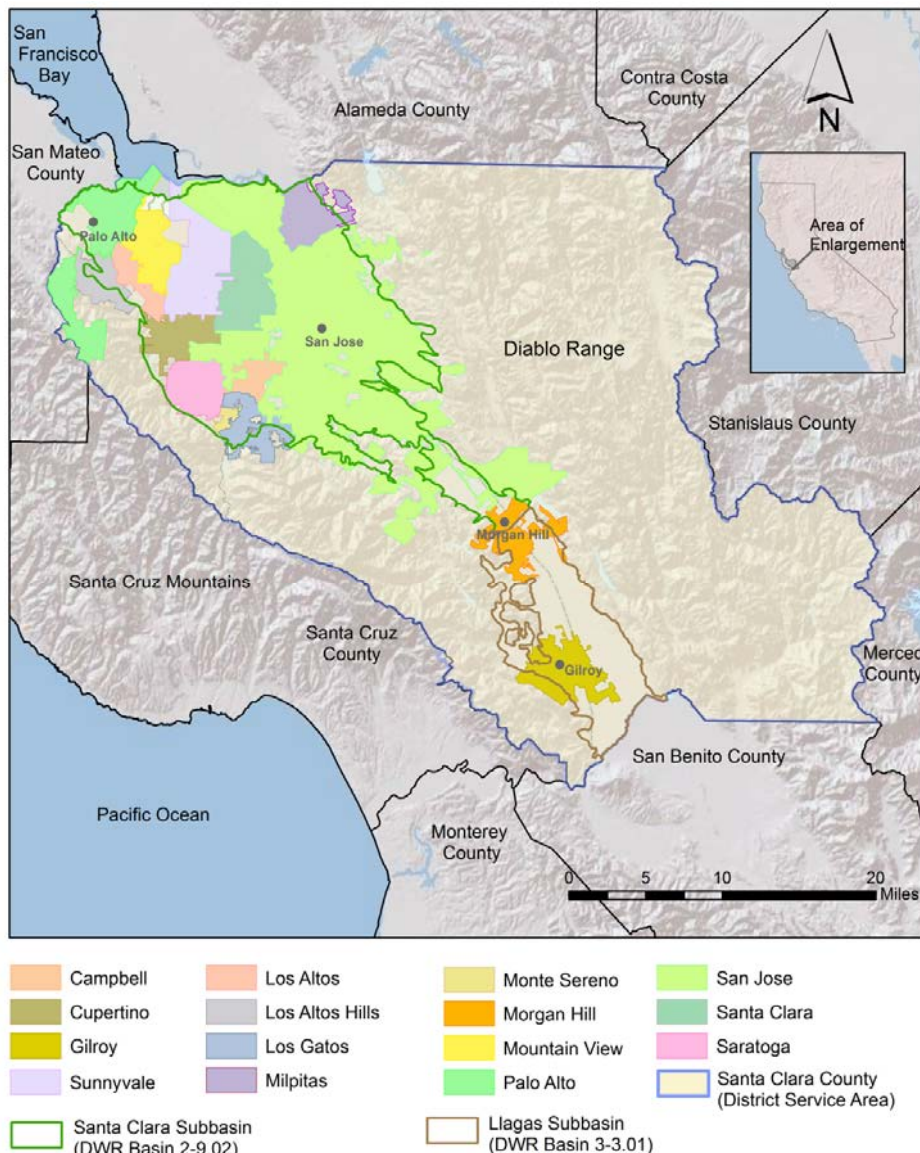 San
Francisco
Bay
Contra Costa
County
Alameda County
N
San Mateo
County
Area of
Enlargement
Palo Alto
San Jose
Diablo Range
Stanislaus County
Morgan Hill
Santa Cruz Mountains
Santa Cruz
County
Merced
County
Gilroy
San Benito County
Pacific Ocean
Monterey
County
0 5 10 20
Miles
Campbell
Los Altos
Monte Sereno
San Jose
Cupertino
Los Altos Hills
Morgan Hill
Santa Clara
Gilroy
Los Gatos
Mountain View
Saratoga
Sunnyvale
Milpitas
Palo Alto
Santa Clara County
(District Service Area)
Santa Clara Subbasin
(DWR Basin 2-9.02)
Llagas Subbasin
(DWR Basin 3-3.01)